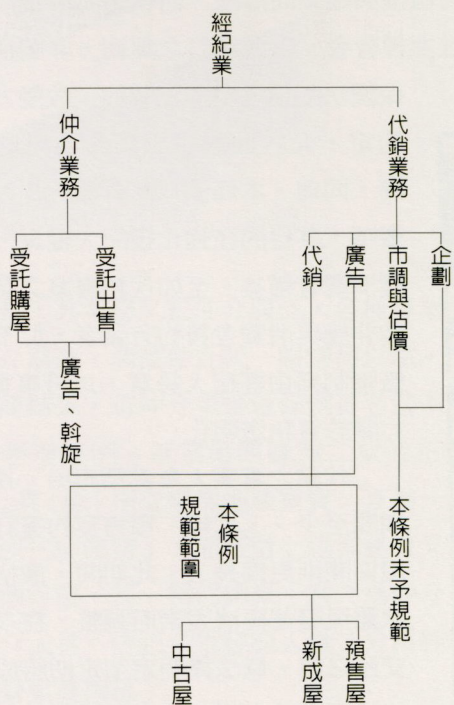 經紀業
代銷業務
仲介業務
企劃
市調與估價
廣告
代銷
受託出售
受託購屋
廣告、斡旋
本條例未予規範
本條例
規範範圍
預售屋
新成屋
中古屋